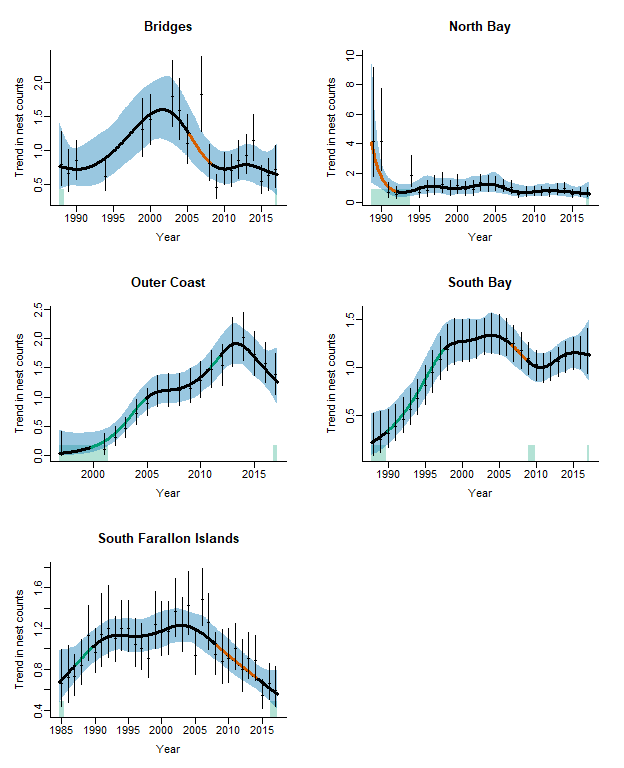 Bridges
Trend in nest counts
0.5 1.0 1.5 2.0
1990 1995 2000 2005 2010 2015
Year
North Bay
Trend in nest counts
0 2 4 6 8 10
1990 1995 2000 2005 2010 2015
Year
Outer Coast
Trend in nest counts
0.0 0.5 1.0 1.5 2.0 2.5
2000 2005 2010 2015
Year
South Bay
Trend in nest counts
0.5 1.0 1.5
1990 1995 2000 2005 2010 2015
Year
South Farallon Islands
Trend in nest counts
0.4 0.8 1.2 1.6
1985 1990 1995 2000 2005 2010 2015
Year